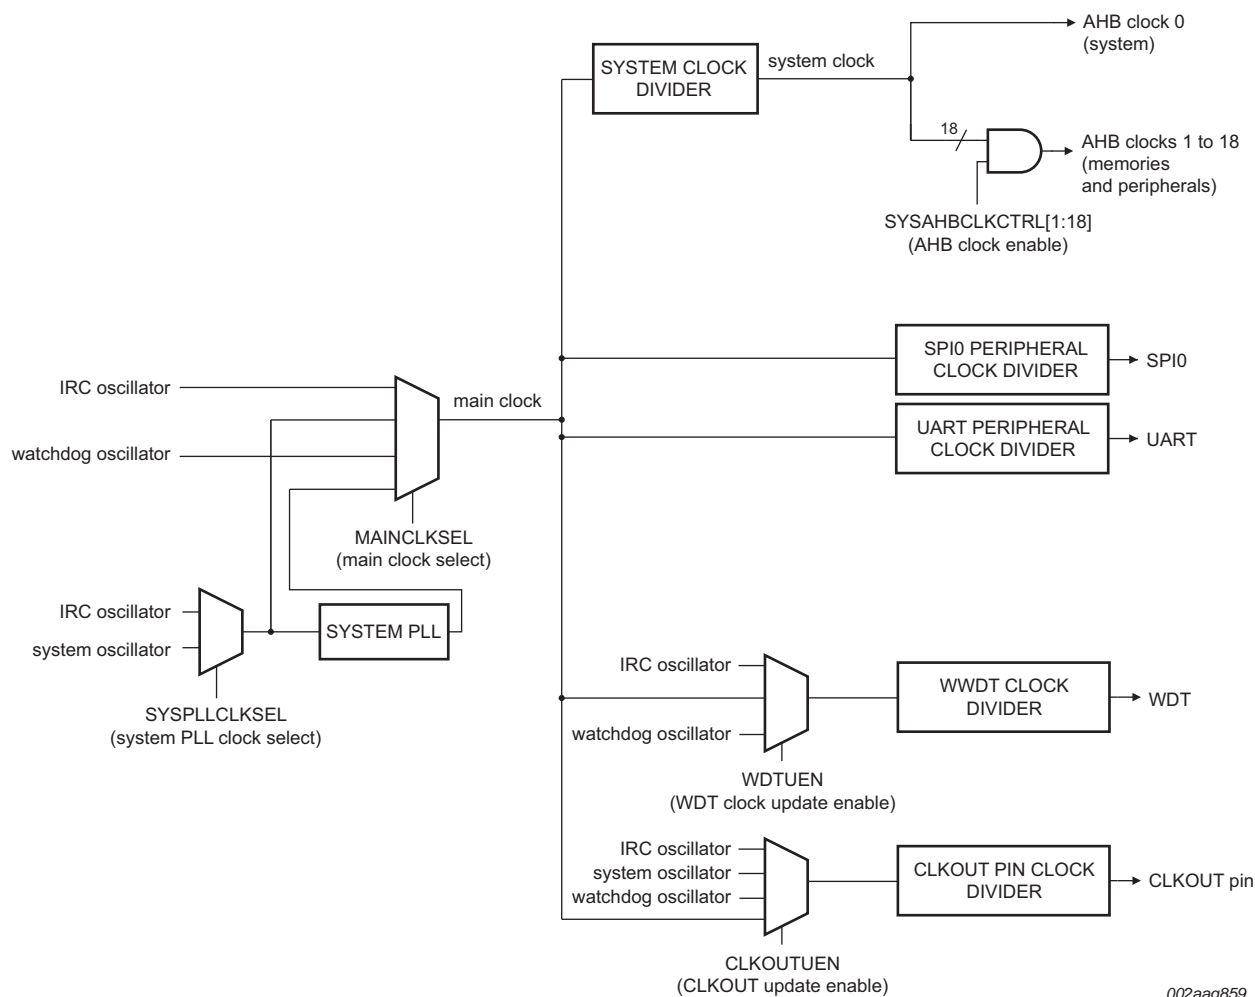 AHB clock 0
(system)
SYSTEM CLOCK
DIVIDER
system clock
18
AHB clocks 1 to 18
(memories
and peripherals)
SYSAHBCLKCTRL[1:18]
(AHB clock enable)
SPI0 PERIPHERAL
CLOCK DIVIDER
SPI0
IRC oscillator
main clock
UART PERIPHERAL
CLOCK DIVIDER
UART
watchdog oscillator
MAINCLKSEL
(main clock select)
IRC oscillator
system oscillator
SYSTEM PLL
SYSPLLCLKSEL
(system PLL clock select)
IRC oscillator
watchdog oscillator
WWDT CLOCK
DIVIDER
WDT
WDTUEN
(WDT clock update enable)
IRC oscillator
system oscillator
watchdog oscillator
CLKOUT PIN CLOCK
DIVIDER
CLKOUT pin
CLKOUTUEN
(CLKOUT update enable)
002aag859